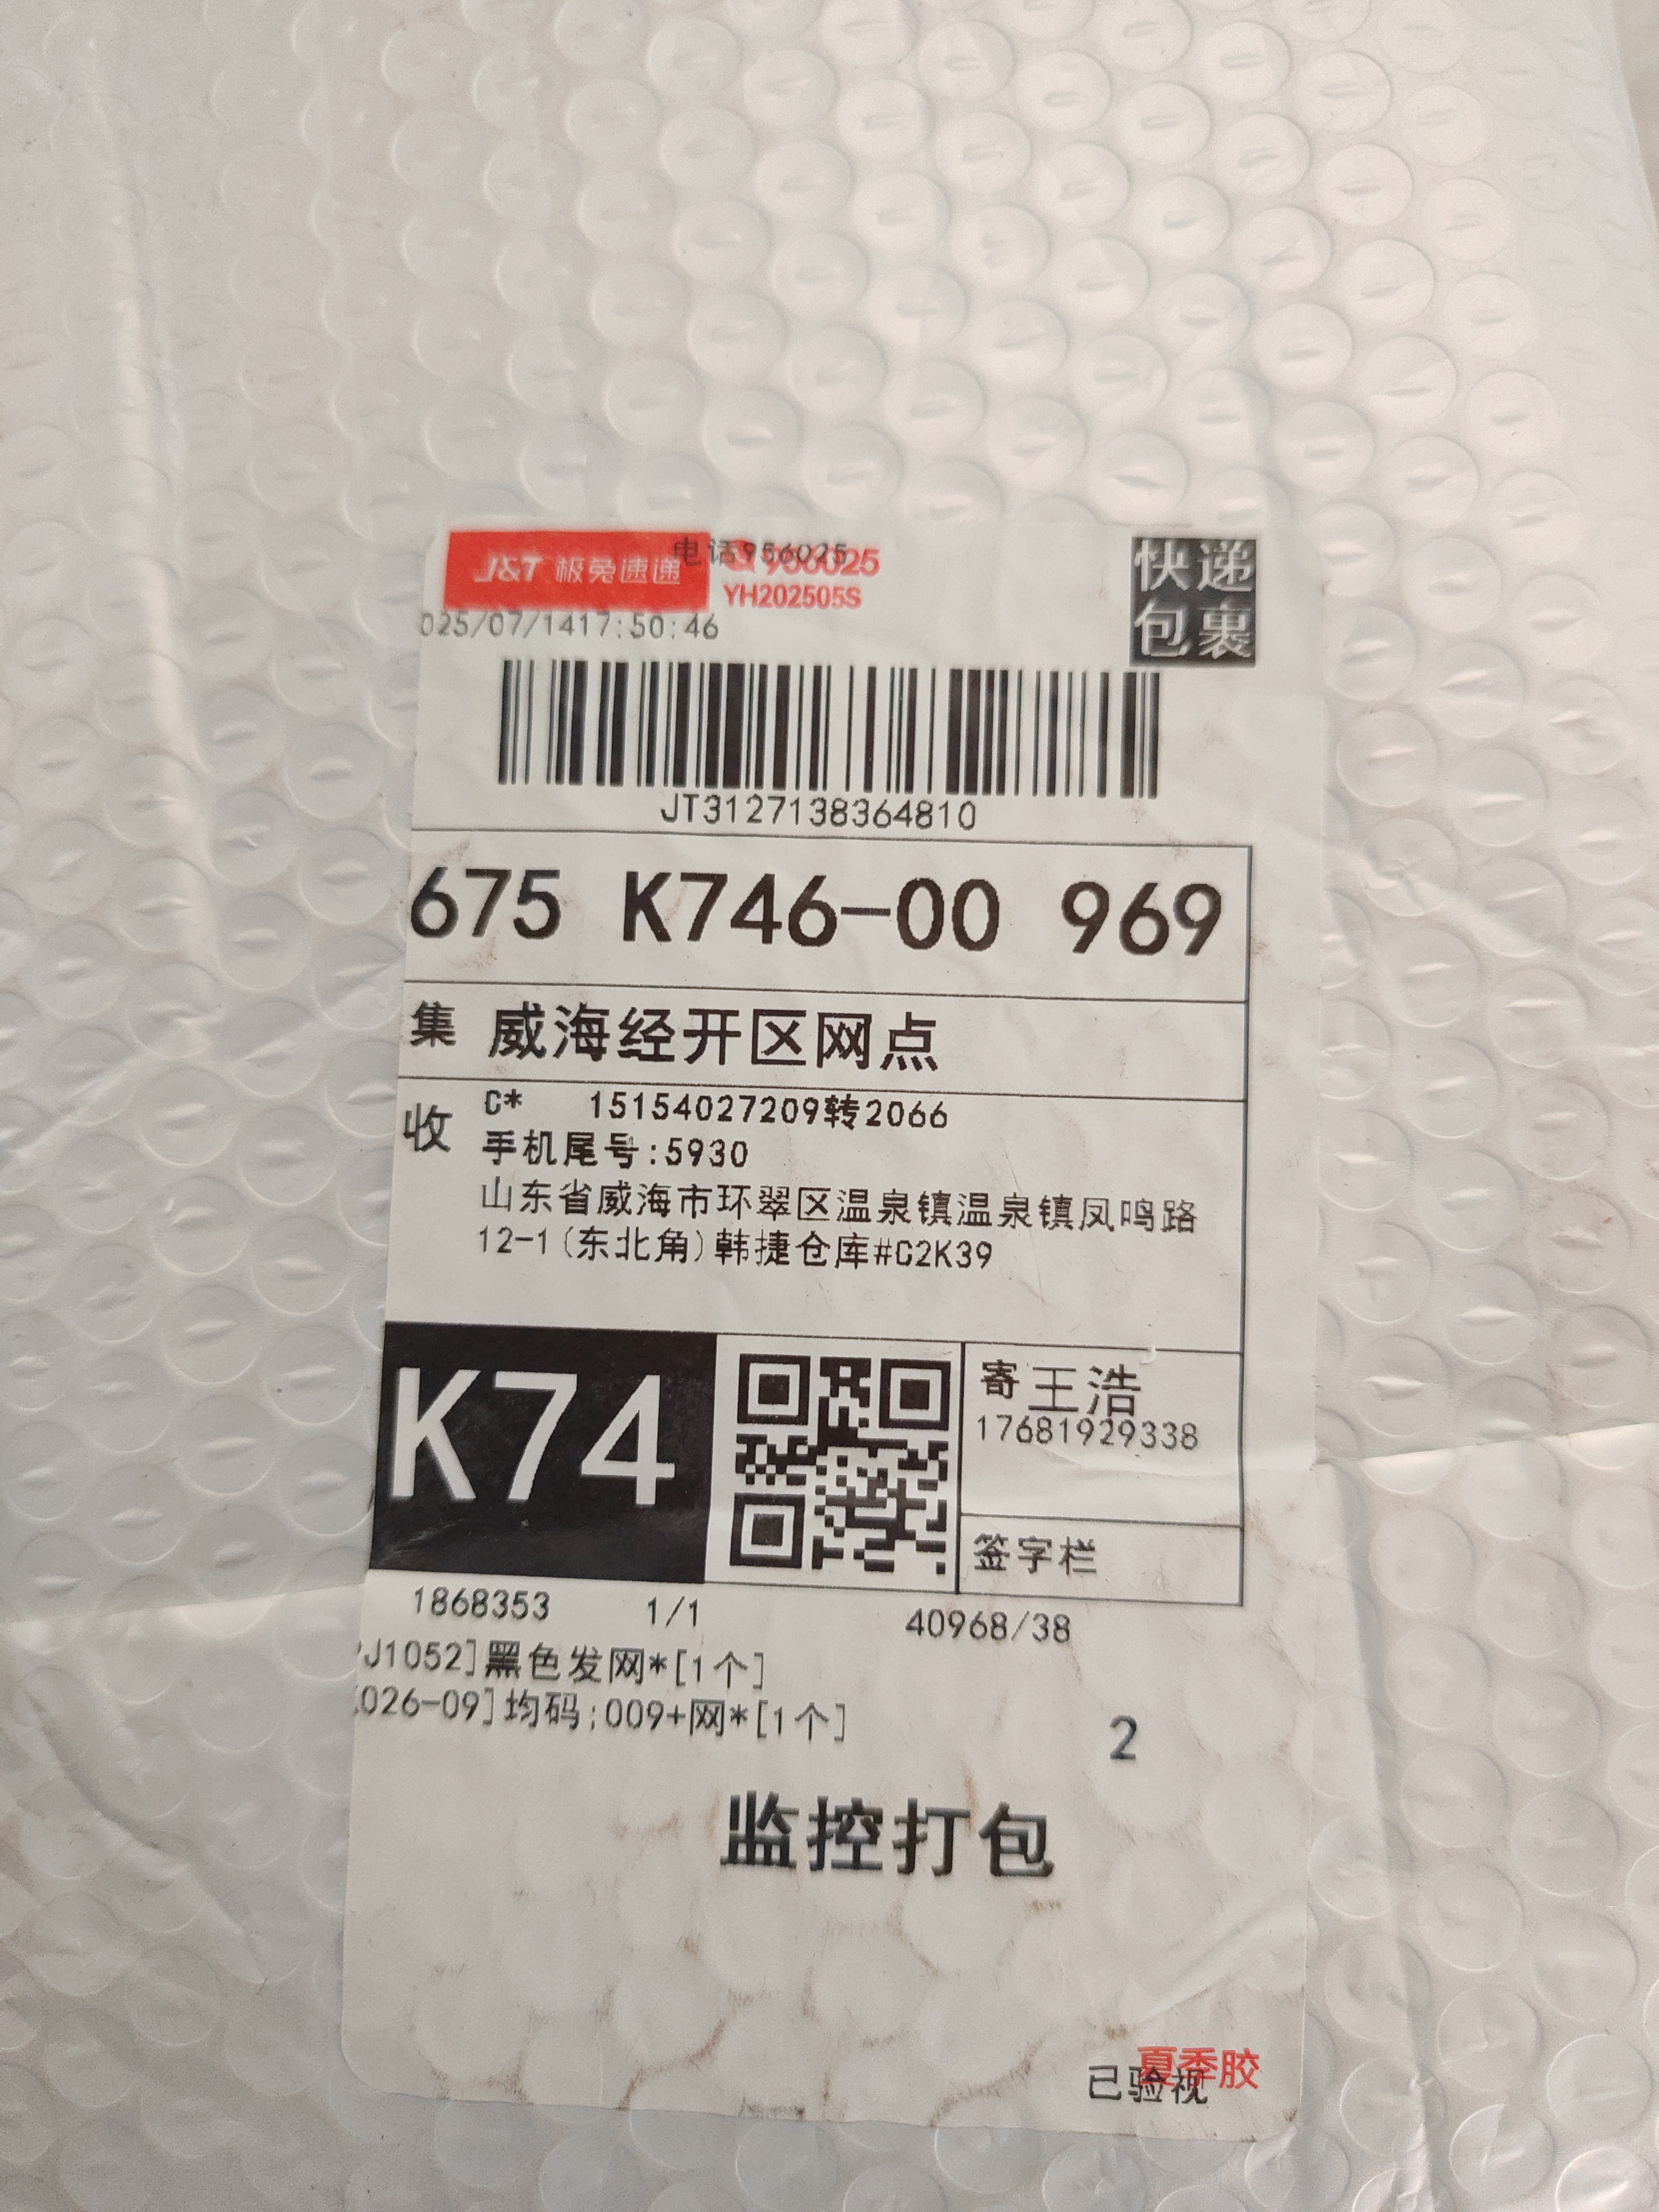 J&T 极兔速递
电话956025
956025
YH202505S
快递
包裹
025/07/1417:50:46
JT3127138364810
675 K746-00 969
集 威海经开区网点
收 C* 15154027209转2066
手机尾号:5930
山东省威海市环翠区温泉镇温泉镇凤鸣路
12-1(东北角)韩捷仓库#C2K39
K74
寄 王浩
17681929338
签字栏
1868353 1/1 40968/38
J1052]黑色发网*[1个]
026-09]均码;009+网*[1个]
2
监控打包
夏季胶
已验视